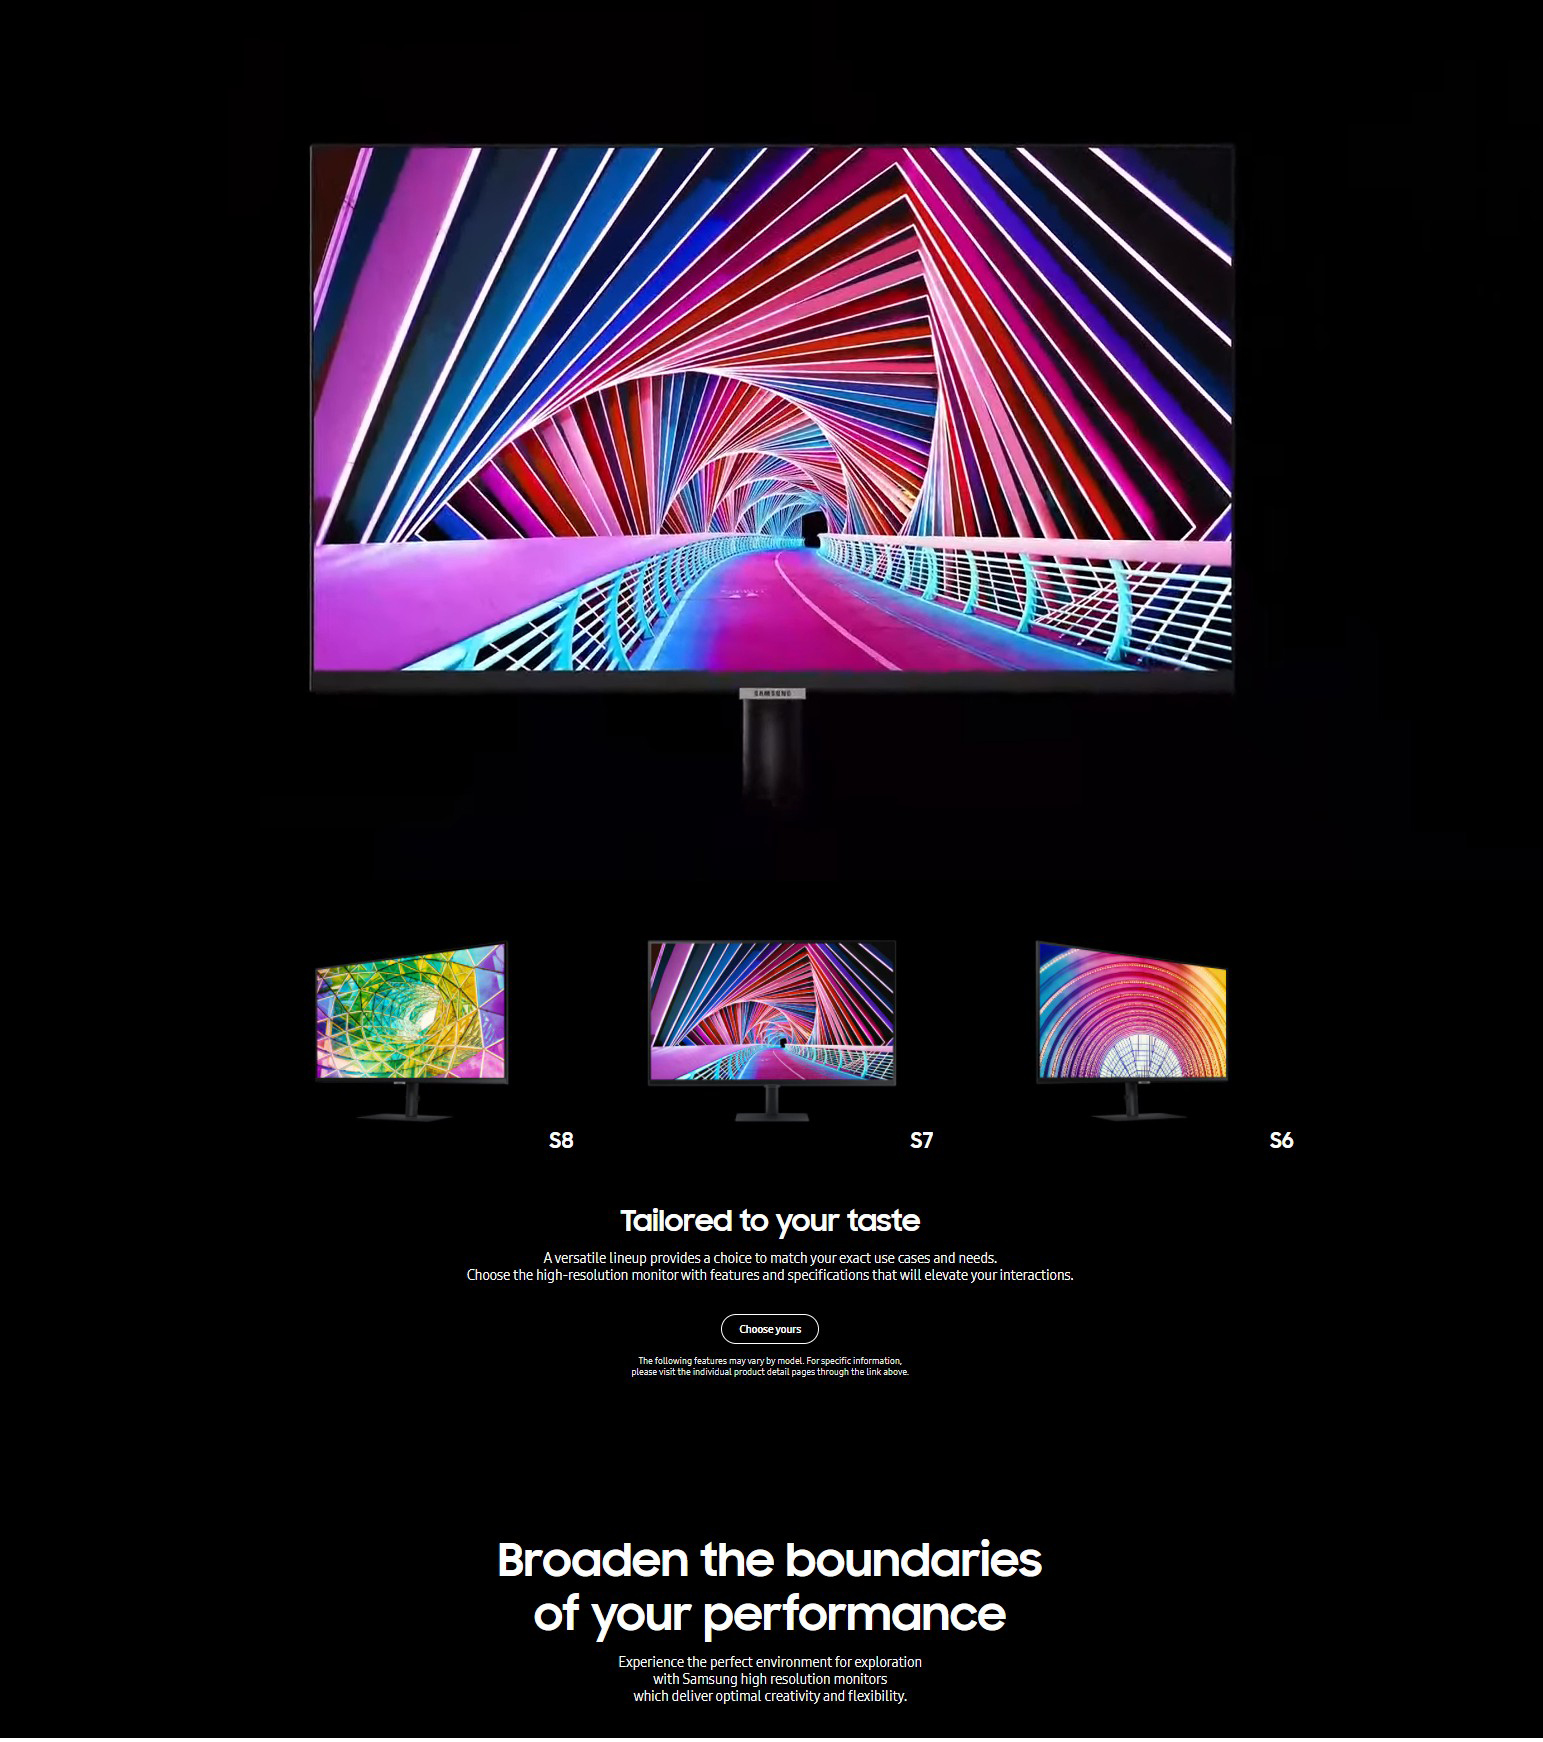 SAMSUNG
S8
S7
S6
Tailored to your taste
A versatile lineup provides a choice to match your exact use cases and needs.
Choose the high-resolution monitor with features and specifications that will elevate your interactions.
Choose yours
The following features may vary by model. For specific information,
please visit the individual product detail pages through the link above.
Broaden the boundaries
of your performance
Experience the perfect environment for exploration
with Samsung high resolution monitors
which deliver optimal creativity and flexibility.